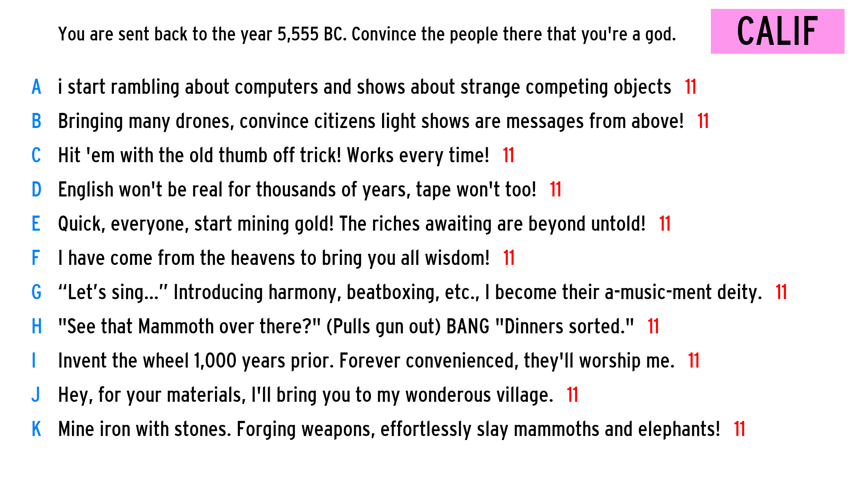 You are sent back to the year 5,555 BC. Convince the people there that you're a god.
CALIF
A i start rambling about computers and shows about strange competing objects 11
B Bringing many drones, convince citizens light shows are messages from above! 11
C Hit 'em with the old thumb off trick! Works every time! 11
D English won't be real for thousands of years, tape won't too! 11
E Quick, everyone, start mining gold! The riches awaiting are beyond untold! 11
F I have come from the heavens to bring you all wisdom! 11
G “Let’s sing...” Introducing harmony, beatboxing, etc., I become their a-music-ment deity. 11
H "See that Mammoth over there?" (Pulls gun out) BANG "Dinners sorted." 11
I Invent the wheel 1,000 years prior. Forever convenienced, they'll worship me. 11
J Hey, for your materials, I'll bring you to my wonderous village. 11
K Mine iron with stones. Forging weapons, effortlessly slay mammoths and elephants! 11